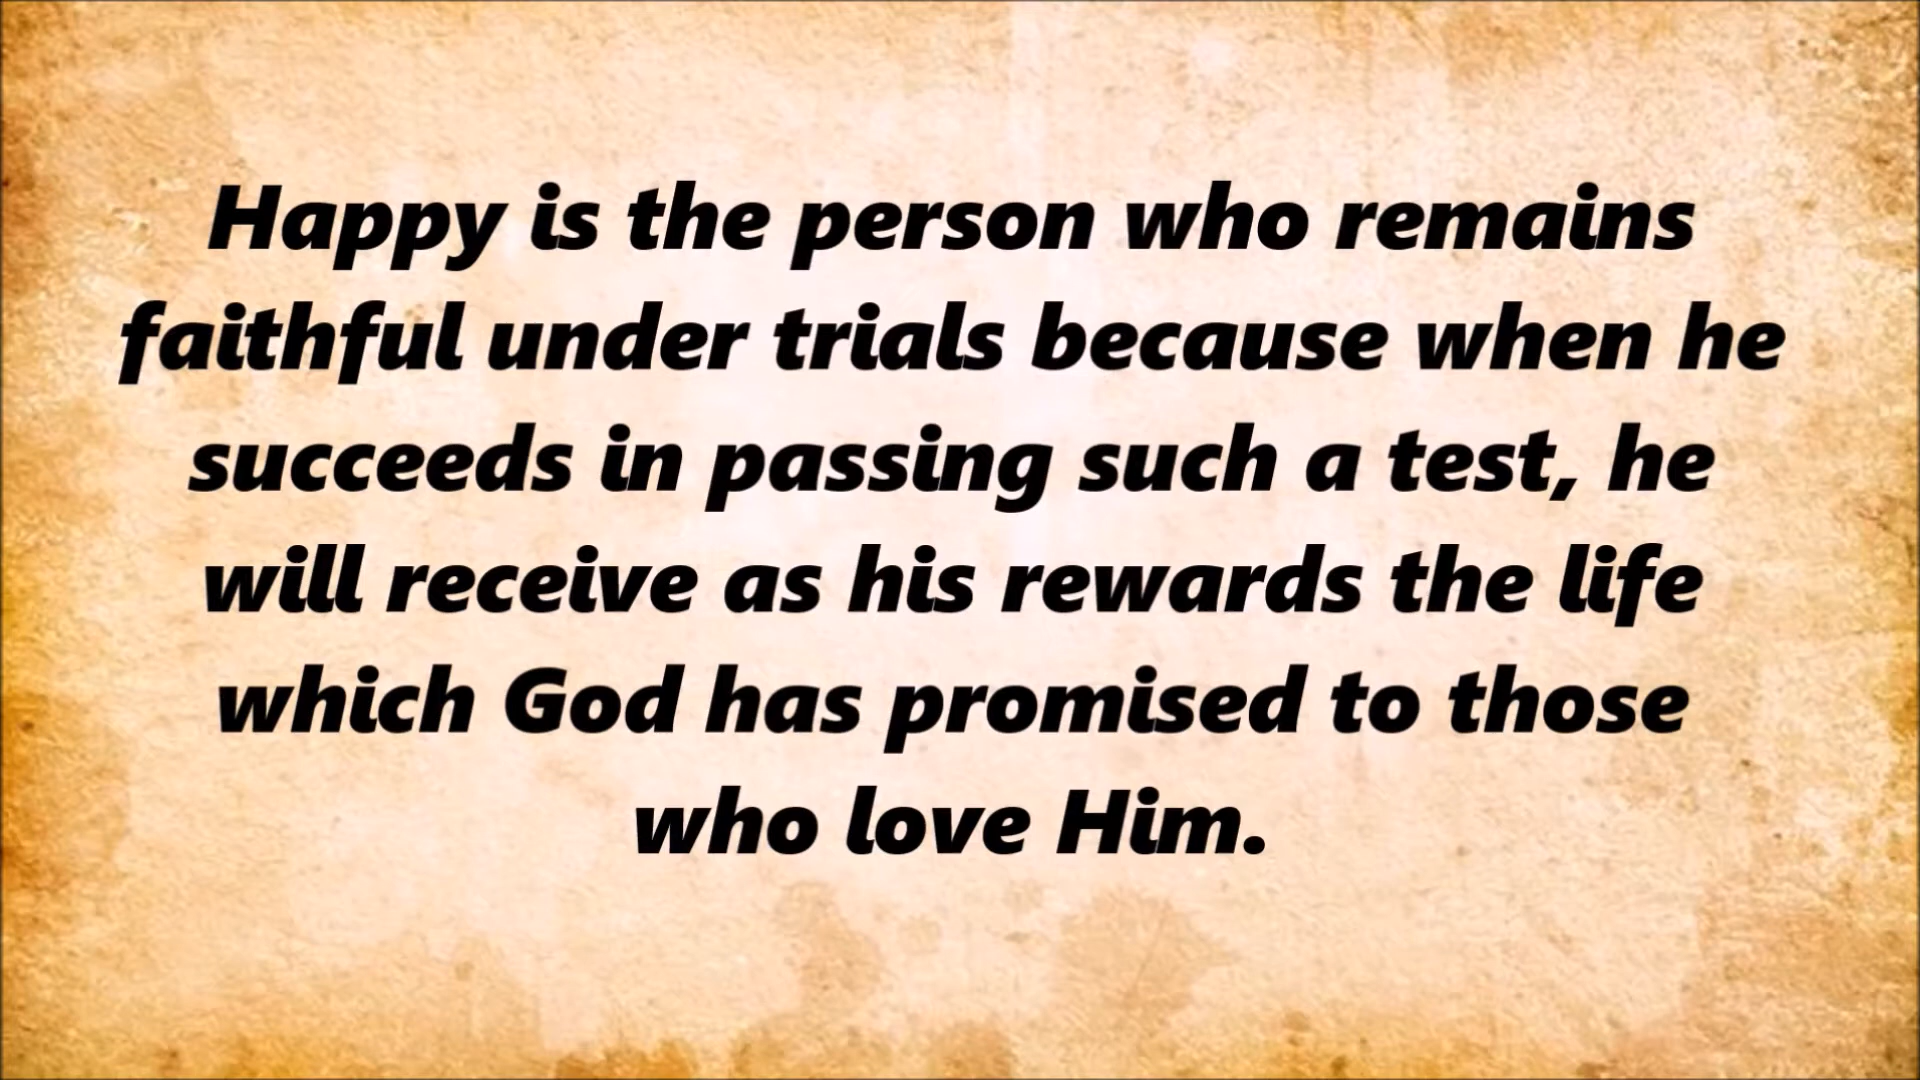 Happy is the person who remains
faithful under trials because when he
succeeds in passing such a test, he
will receive as his rewards the life
which God has promised to those
who love Him.